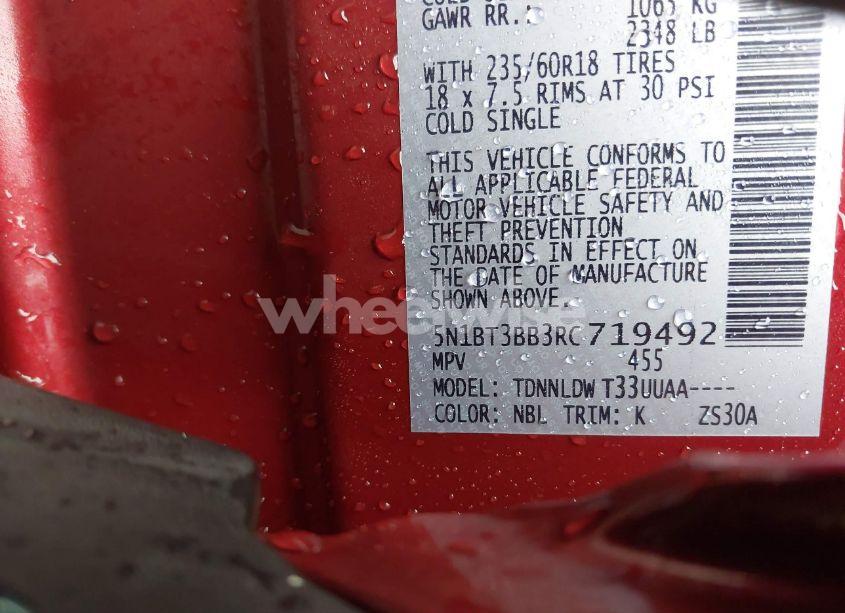 GAWR RR.: 1065 KG
2348 LB
WITH 235/60R18 TIRES
18 x 7.5 RIMS AT 30 PSI
COLD SINGLE
THIS VEHICLE CONFORMS TO
ALL APPLICABLE FEDERAL
MOTOR VEHICLE SAFETY AND
THEFT PREVENTION
STANDARDS IN EFFECT ON
THE DATE OF MANUFACTURE
SHOWN ABOVE.
wheelwise
5N1BT3BB3RC719492
MPV 455
MODEL: TDNNLDW T33UUAA----
COLOR: NBL TRIM: K ZS30A